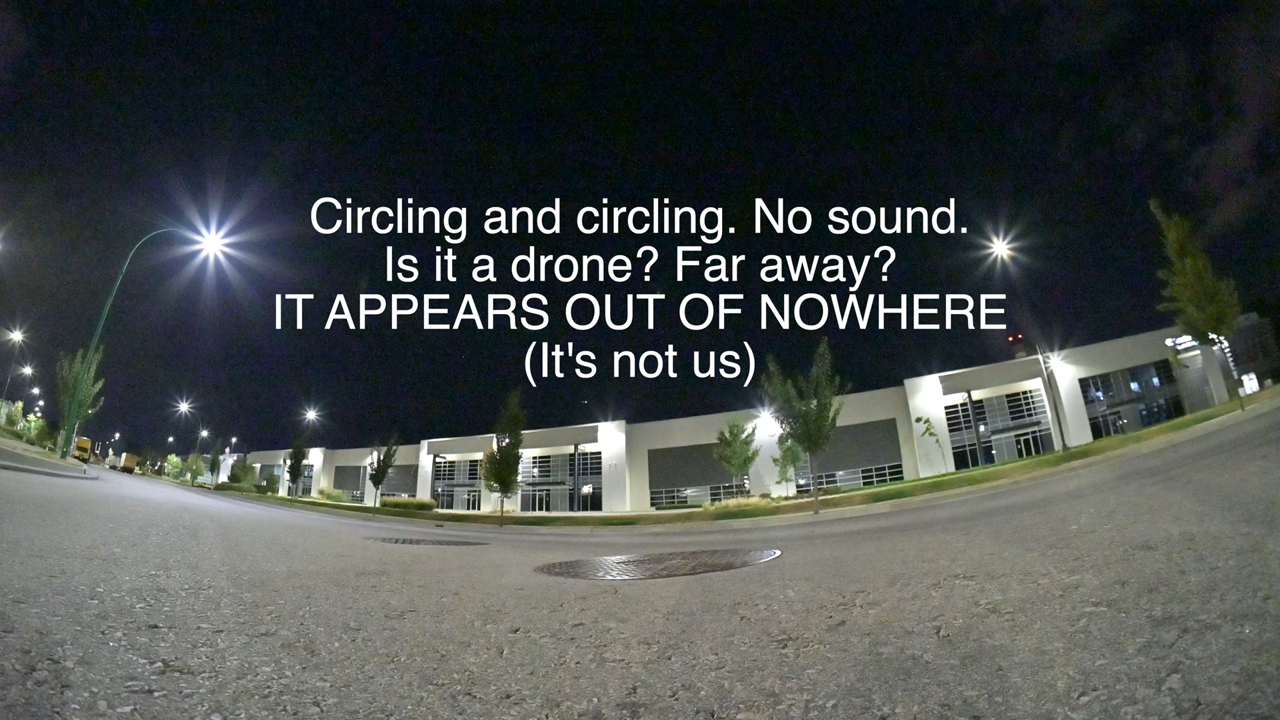 Circling and circling. No sound.
Is it a drone? Far away?
IT APPEARS OUT OF NOWHERE
(It's not us)